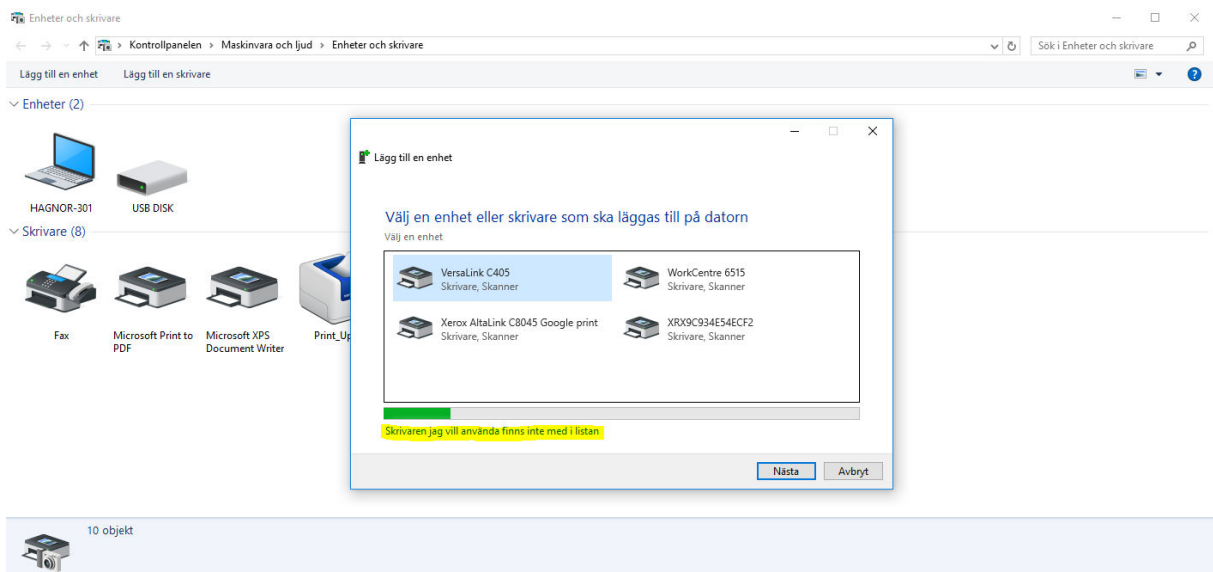 Enheter och skrivare
Kontrollpanelen > Maskinvara och ljud > Enheter och skrivare
Sök i Enheter och skrivare
Lägg till en enhet Lägg till en skrivare
Enheter (2)
HAGNOR-301 USB DISK
Skrivare (8)
Fax
Microsoft Print to
PDF
Microsoft XPS
Document Writer
Print_Up
Lägg till en enhet
Välj en enhet eller skrivare som ska läggas till på datorn
Välj en enhet
VersaLink C405
Skrivare, Skanner
WorkCentre 6515
Skrivare, Skanner
Xerox AltaLink C8045 Google print
Skrivare, Skanner
XRX9C934E54ECF2
Skrivare, Skanner
Skrivaren jag vill använda finns inte med i listan
Nästa Avbryt
10 objekt